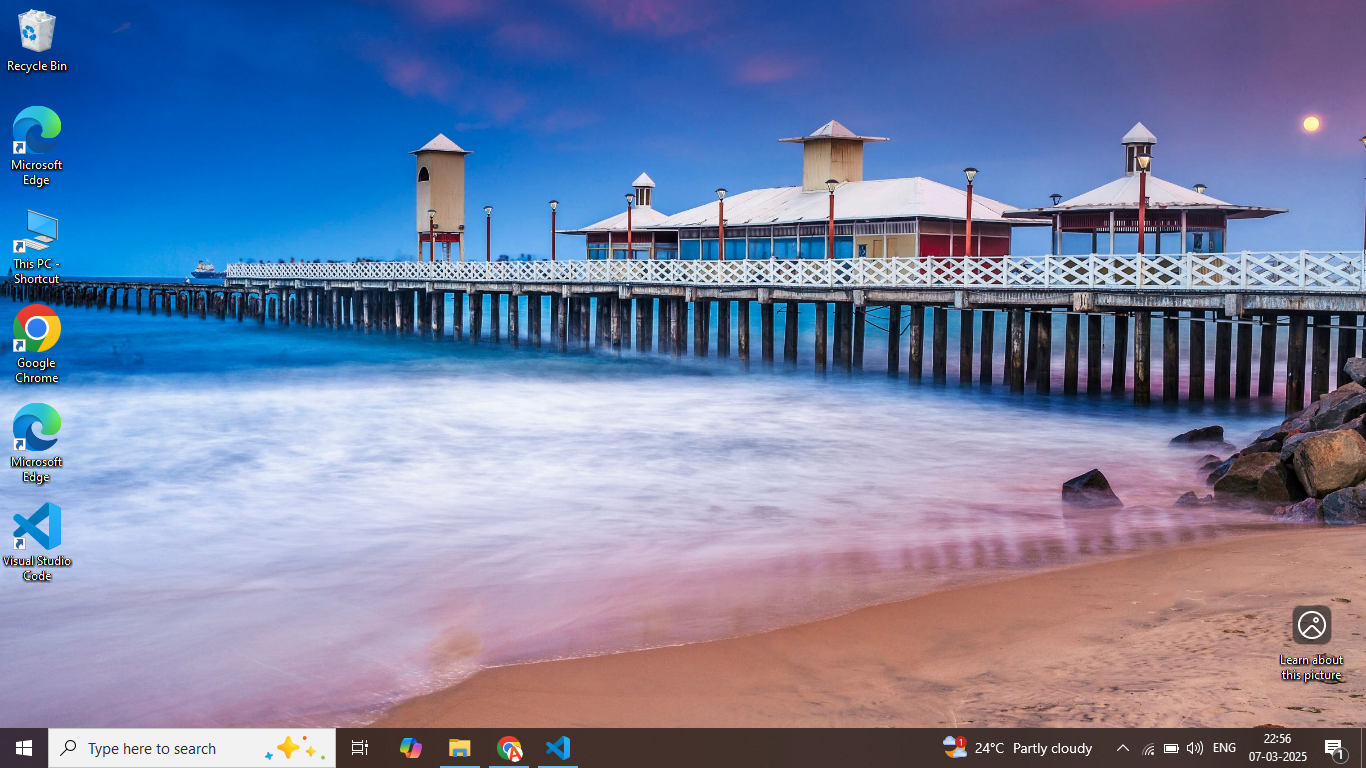 Recycle Bin
Microsoft
Edge
This PC -
Shortcut
Google
Chrome
Microsoft
Edge
Visual Studio
Code
Learn about
this picture
Type here to search
1
24°C Partly cloudy
ENG
22:56
07-03-2025
1